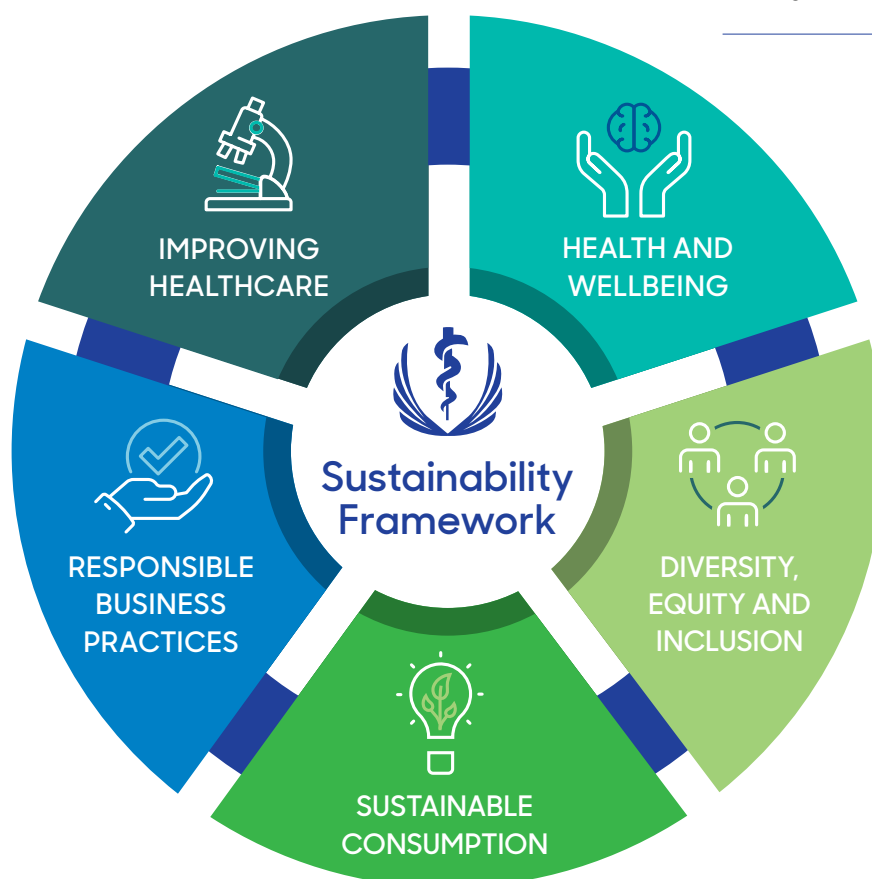 IMPROVING
HEALTHCARE
HEALTH AND
WELLBEING
Sustainability
Framework
RESPONSIBLE
BUSINESS
PRACTICES
DIVERSITY,
EQUITY AND
INCLUSION
SUSTAINABLE
CONSUMPTION